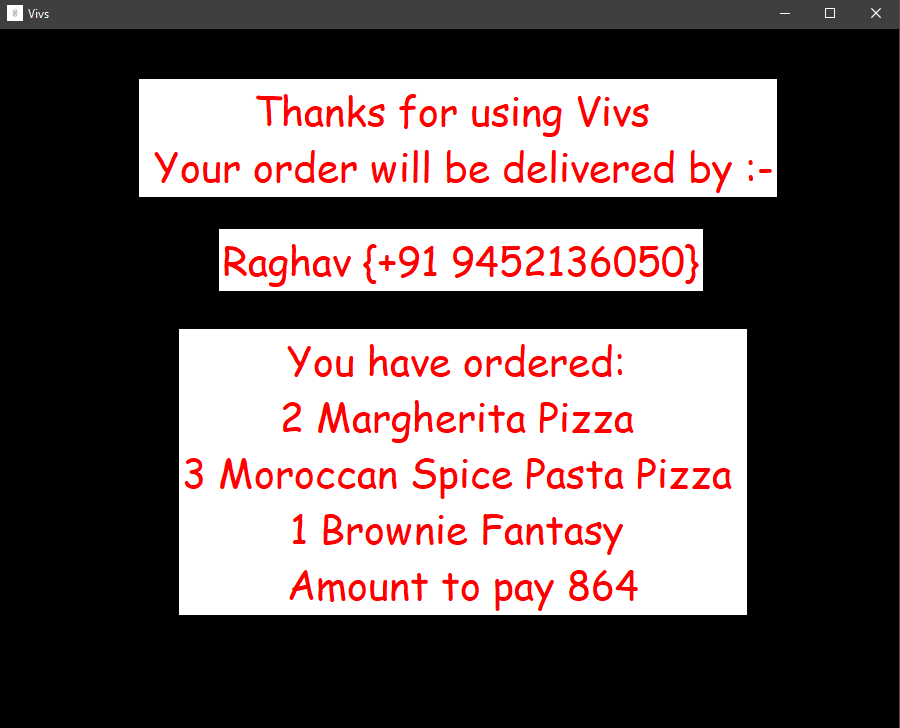 Vivs
Thanks for using Vivs
Your order will be delivered by :-
Raghav {+91 9452136050}
You have ordered:
2 Margherita Pizza
3 Moroccan Spice Pasta Pizza
1 Brownie Fantasy
Amount to pay 864